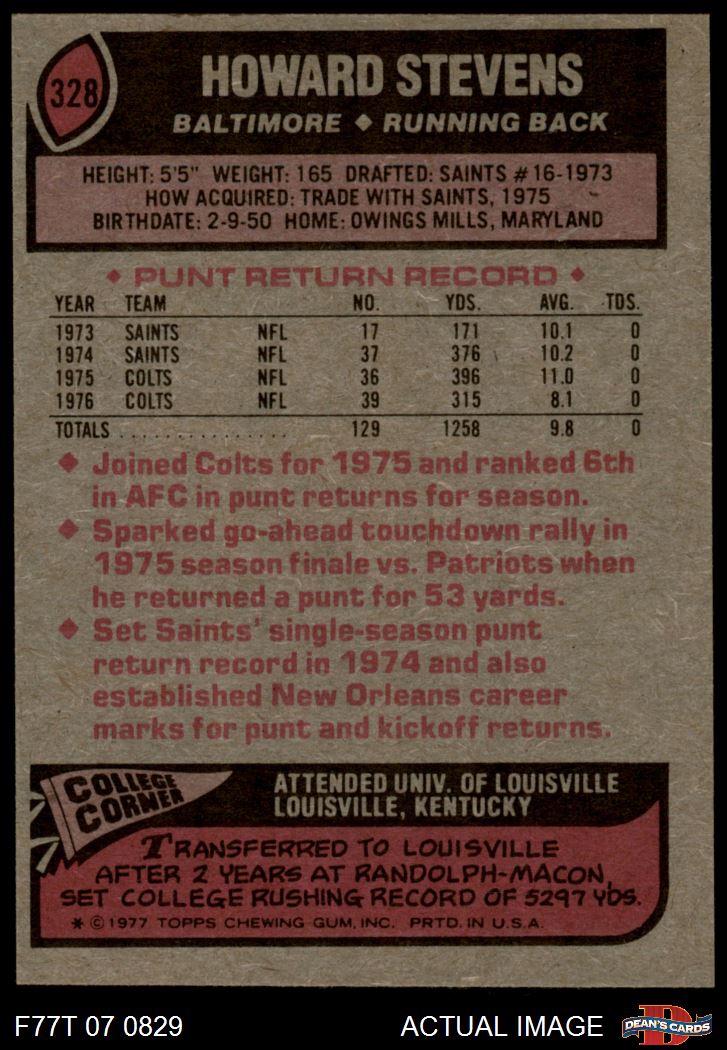 328
HOWARD STEVENS
BALTIMORE ◆ RUNNING BACK
HEIGHT: 5'5" WEIGHT: 165 DRAFTED: SAINTS #16-1973
HOW ACQUIRED: TRADE WITH SAINTS, 1975
BIRTHDATE: 2-9-50 HOME: OWINGS MILLS, MARYLAND
◆ PUNT RETURN RECORD ◆
YEAR TEAM NO. YDS. AVG. TDS.
1973 SAINTS NFL 17 171 10.1 0
1974 SAINTS NFL 37 376 10.2 0
1975 COLTS NFL 36 396 11.0 0
1976 COLTS NFL 39 315 8.1 0
TOTALS . . . . . . . . . . . . . . . . 129 1258 9.8 0
◆ Joined Colts for 1975 and ranked 6th
in AFC in punt returns for season.
◆ Sparked go-ahead touchdown rally in
1975 season finale vs. Patriots when
he returned a punt for 53 yards.
◆ Set Saints' single-season punt
return record in 1974 and also
established New Orleans career
marks for punt and kickoff returns.
COLLEGE
CORNER
ATTENDED UNIV. OF LOUISVILLE
LOUISVILLE, KENTUCKY
TRANSFERRED TO LOUISVILLE
AFTER 2 YEARS AT RANDOLPH-MACON,
SET COLLEGE RUSHING RECORD OF 5297 YDS.
* © 1977 TOPPS CHEWING GUM, INC. PRTD. IN U.S.A.
F77T 07 0829 ACTUAL IMAGE
D
DEAN'S CARDS